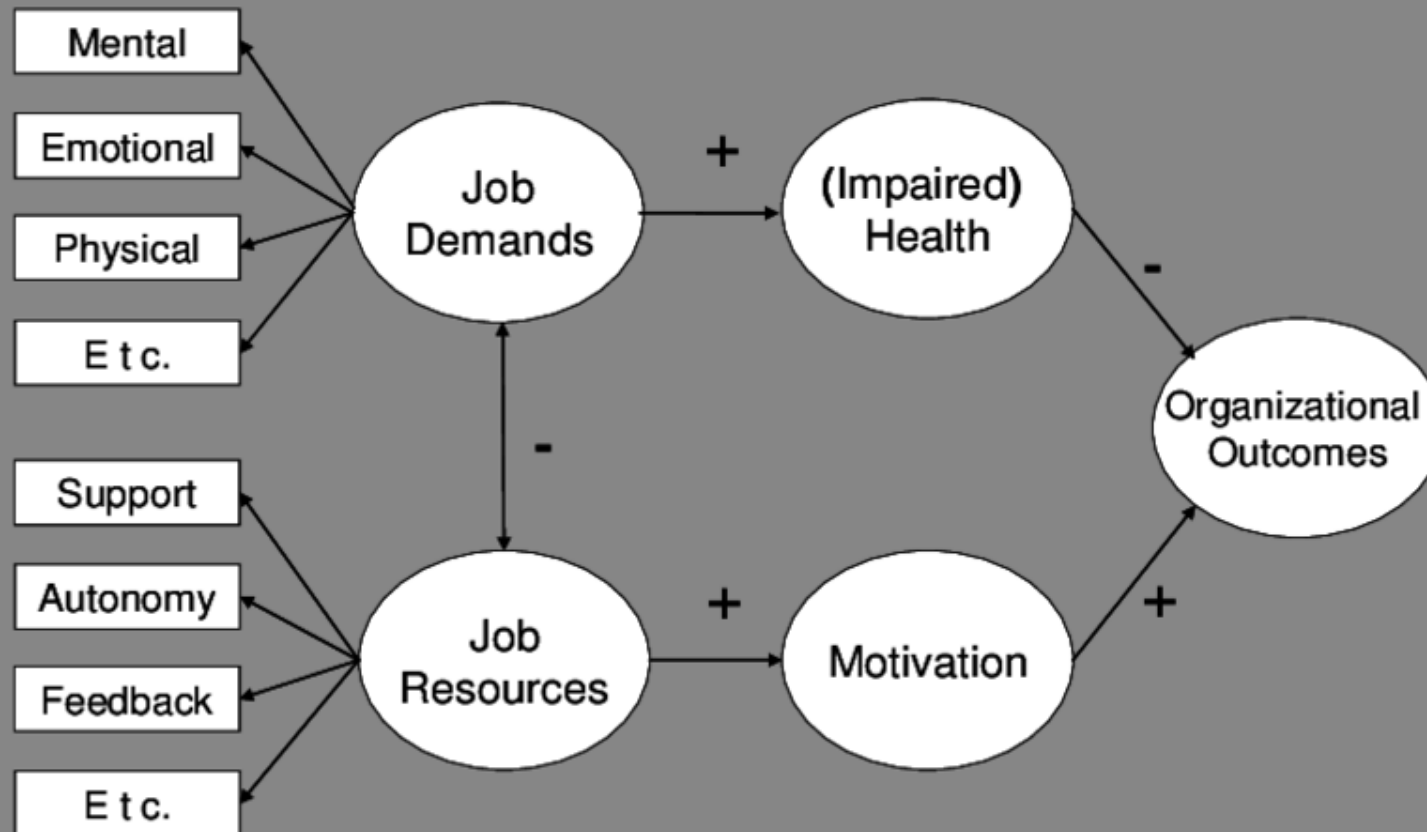 Mental
Emotional
Physical
E t c.
Support
Autonomy
Feedback
E t c.
Job
Demands
+
(Impaired)
Health
-
-
Job
Resources
+
Motivation
+
Organizational
Outcomes